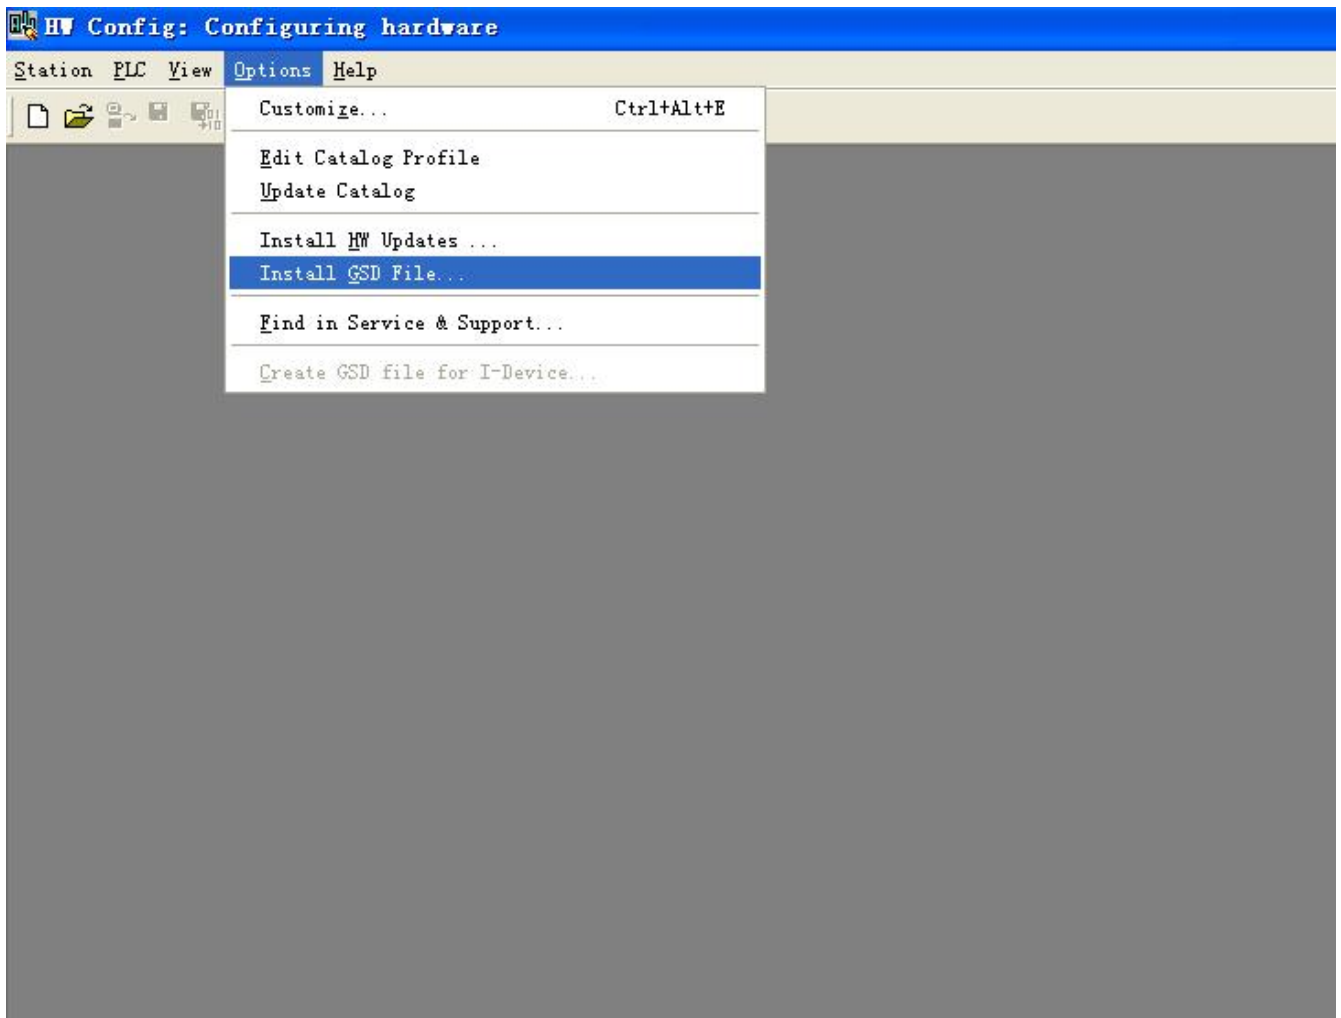 HW Config: Configuring hardware
Station PLC View Options Help
Customize... Ctrl+Alt+E
Edit Catalog Profile
Update Catalog
Install HW Updates ...
Install GSD File...
Find in Service & Support...
Create GSD file for I-Device...